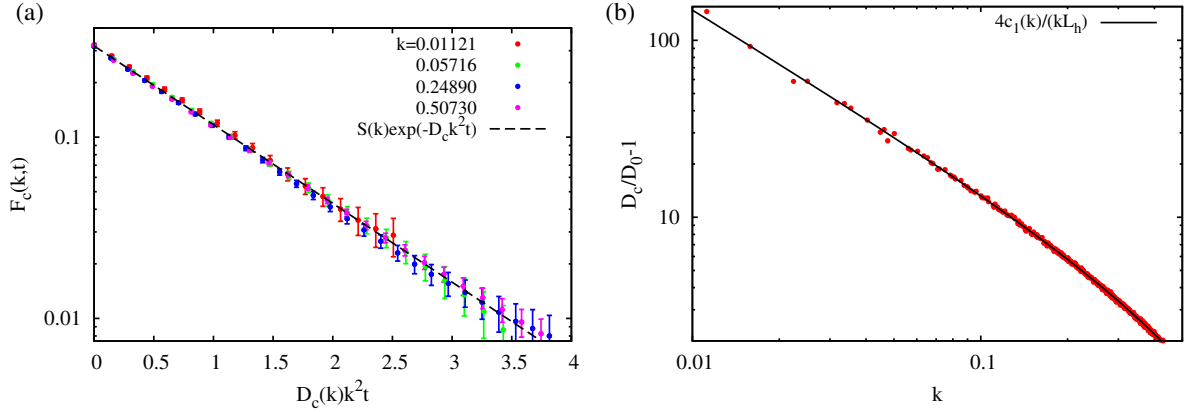 (a)
F_c(k,t)
0.1
0.01
k=0.01121
0.05716
0.24890
0.50730
S(k)exp(-D_ck^2t)
0 0.5 1 1.5 2 2.5 3 3.5 4
D_c(k)k^2t
(b)
D_c/D_0-1
100
10
4c_1(k)/(kL_h)
0.01 0.1
k